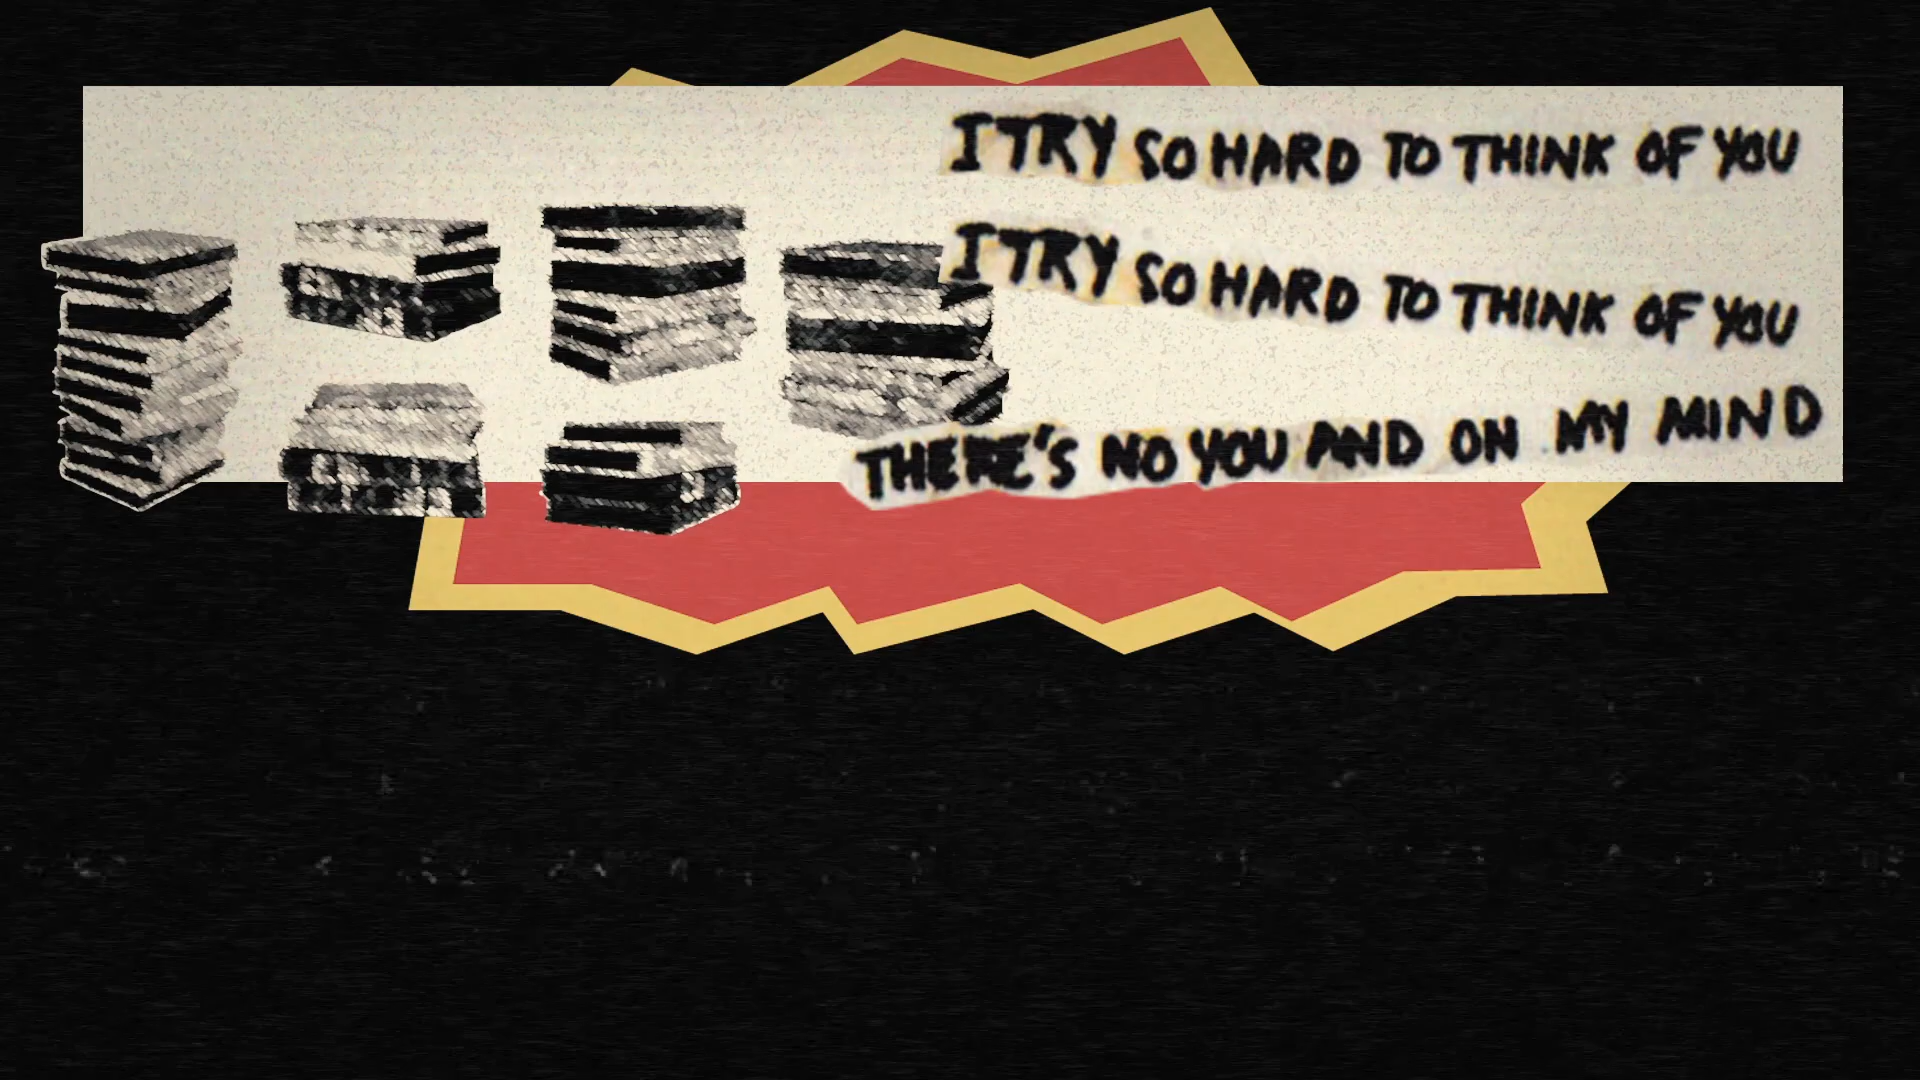 I TRY SO HARD TO THINK OF YOU
I TRY SO HARD TO THINK OF YOU
THERE'S NO YOU AND ON MY MIND